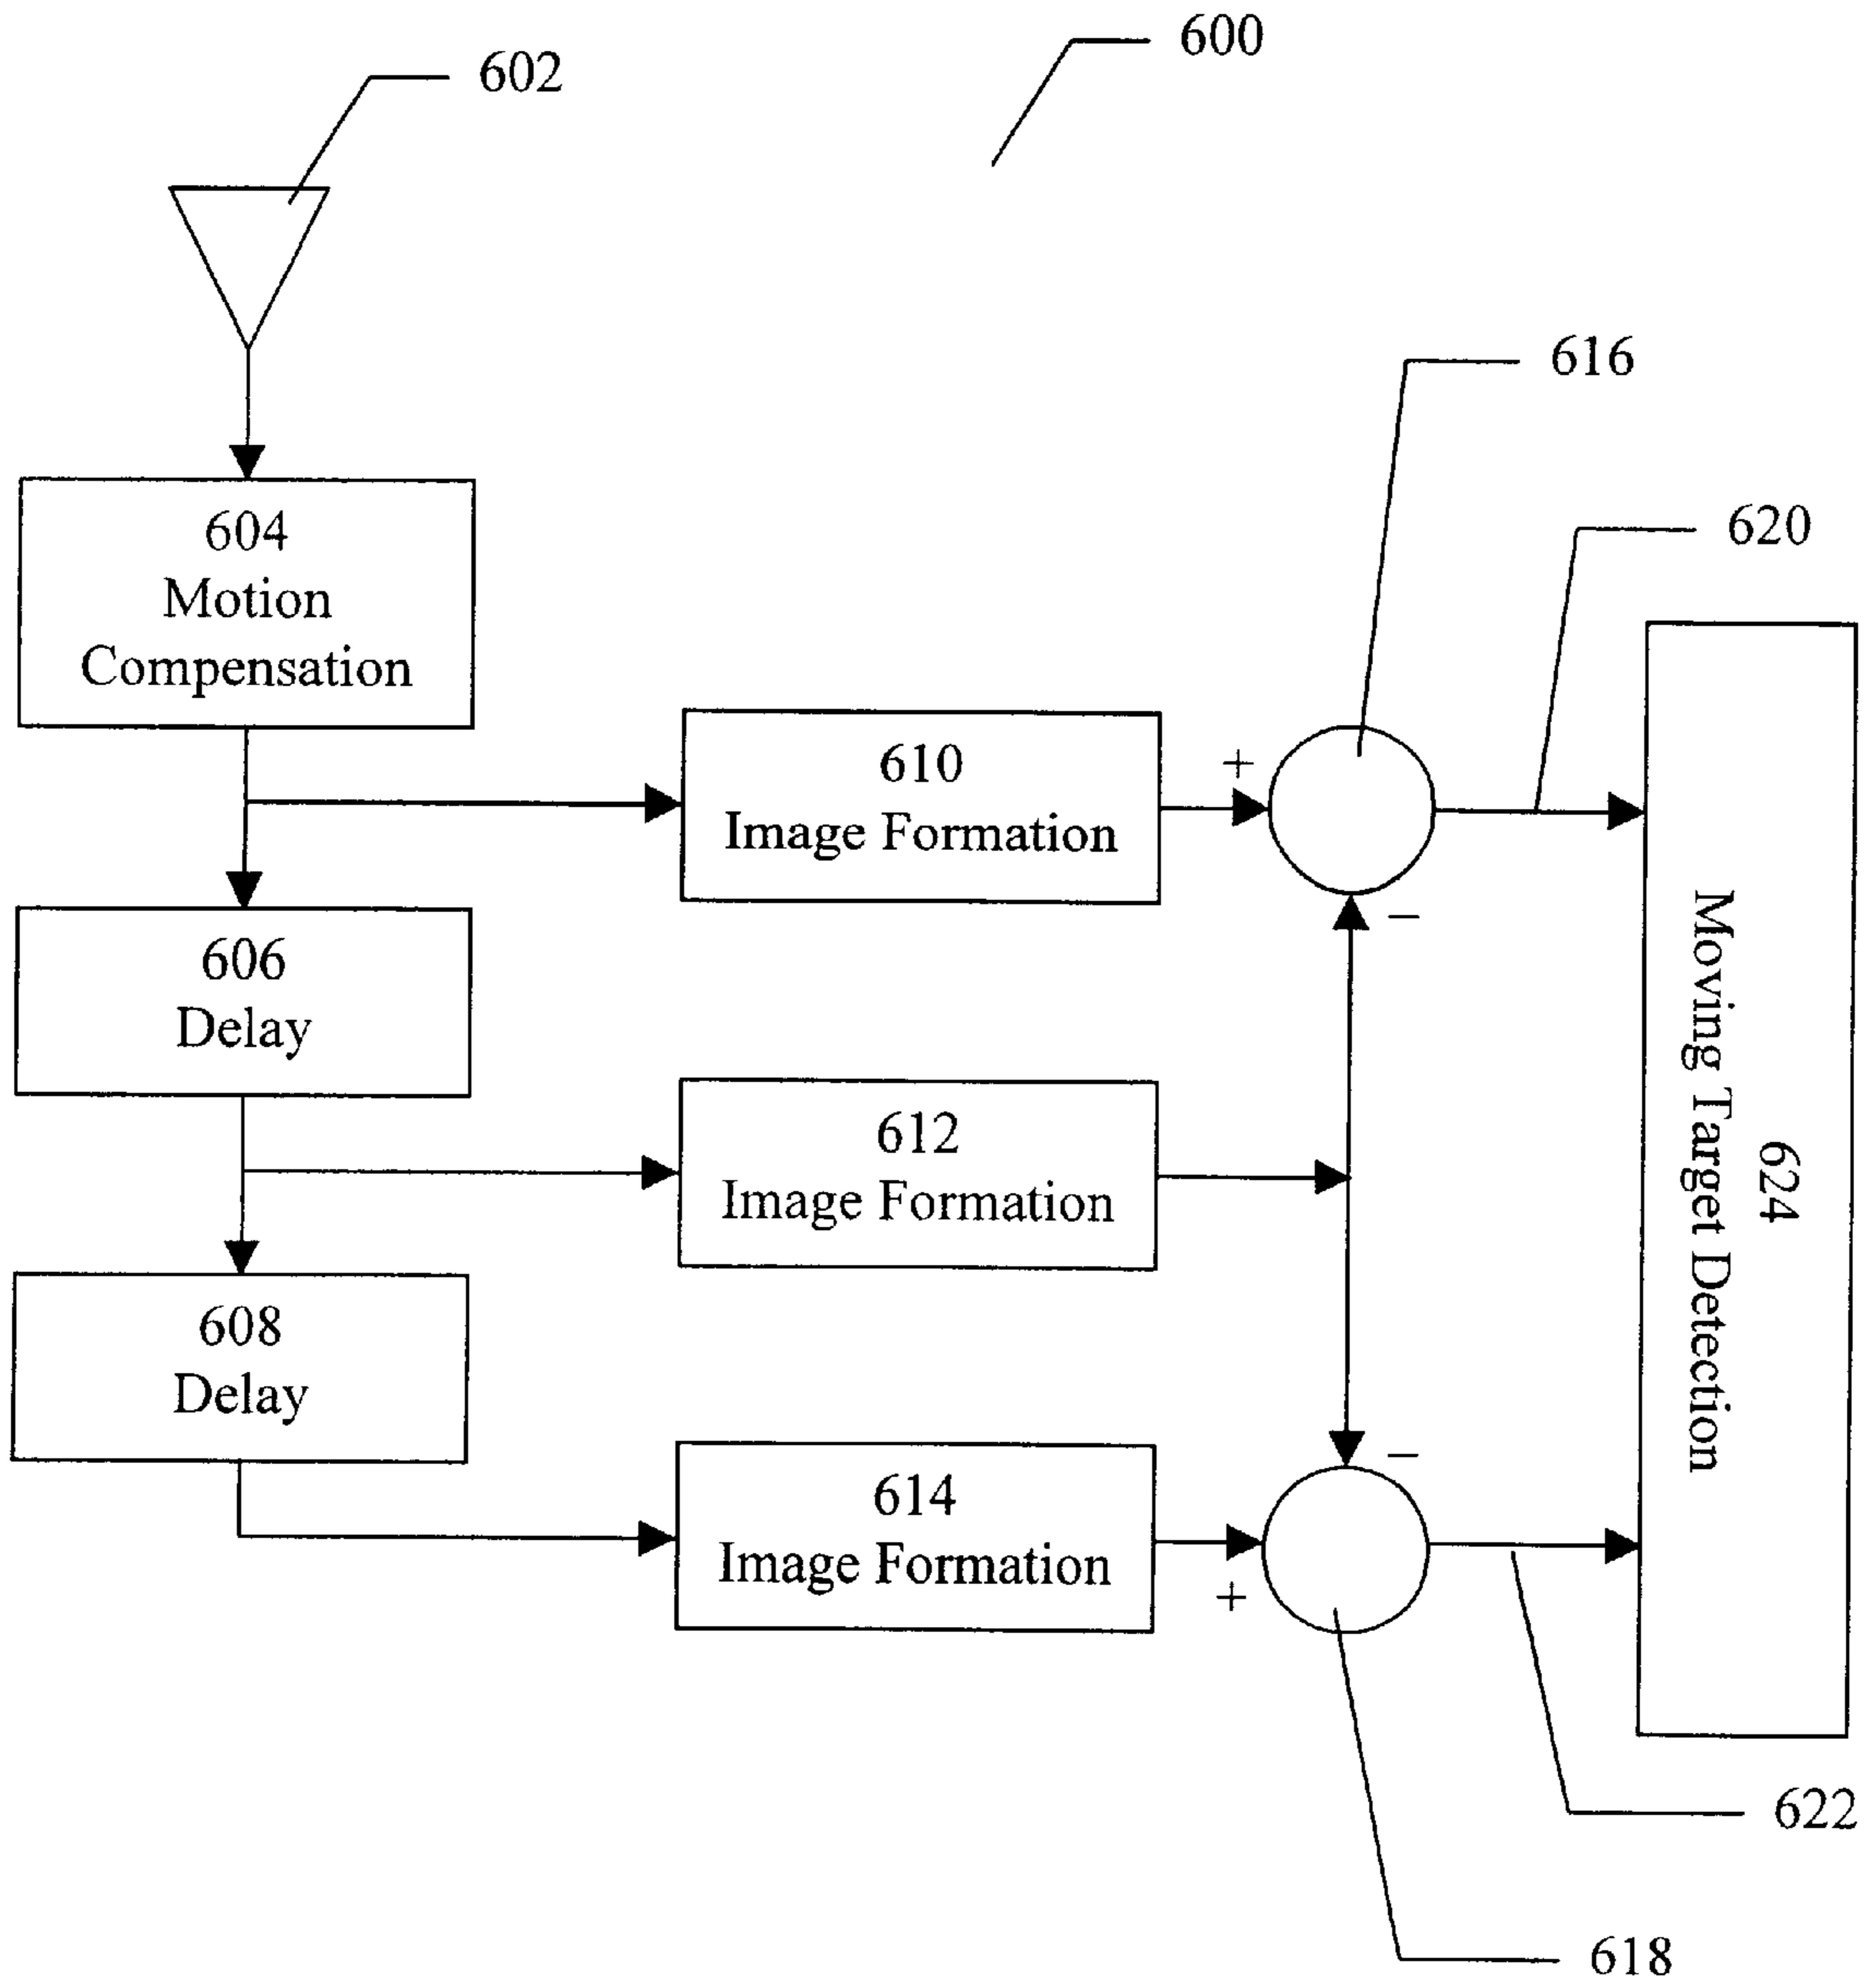 600
602
616
620
604
Motion
Compensation
+
610
Image Formation
−
606
Delay
612
Image Formation
624
Moving Target Detection
608
Delay
−
614
Image Formation
+
622
618